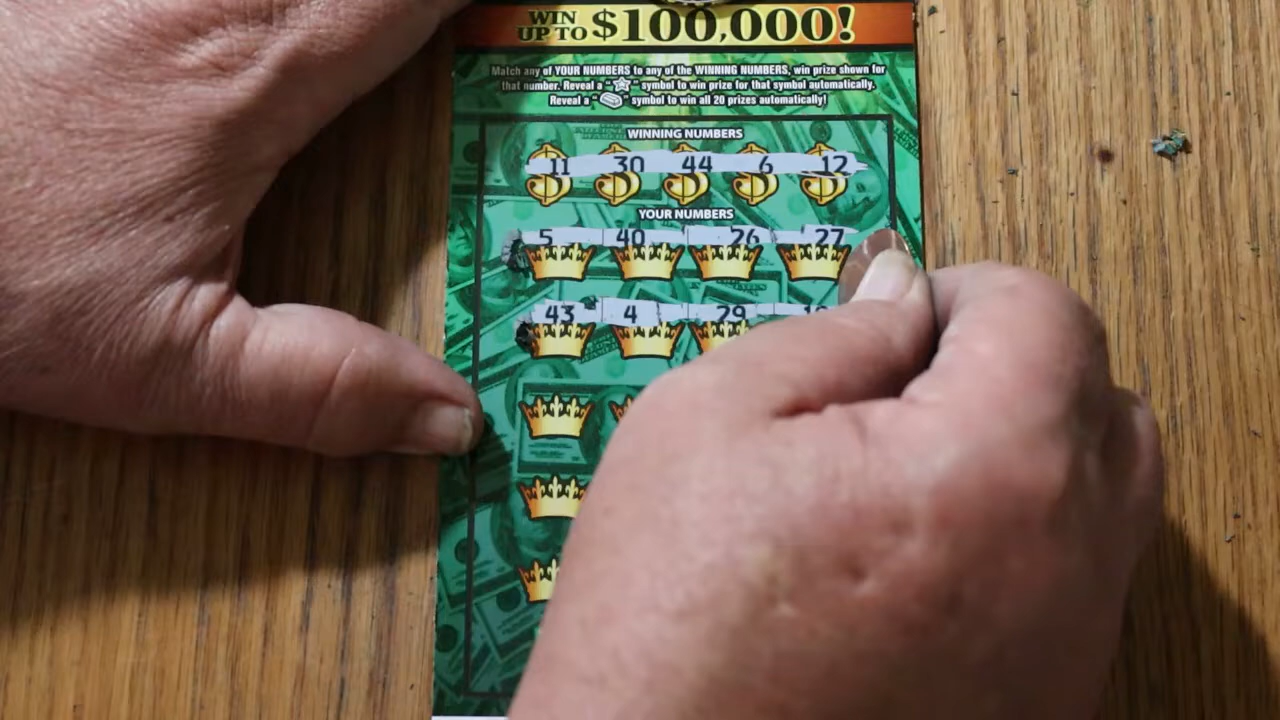 WIN UP TO $100,000!
Match any of YOUR NUMBERS to any of the WINNING NUMBERS, win prize shown for
that number. Reveal a " " symbol to win prize for that symbol automatically.
Reveal a " " symbol to win all 20 prizes automatically!
WINNING NUMBERS
11 30 44 6 12
YOUR NUMBERS
5 40 26 27
43 4 29